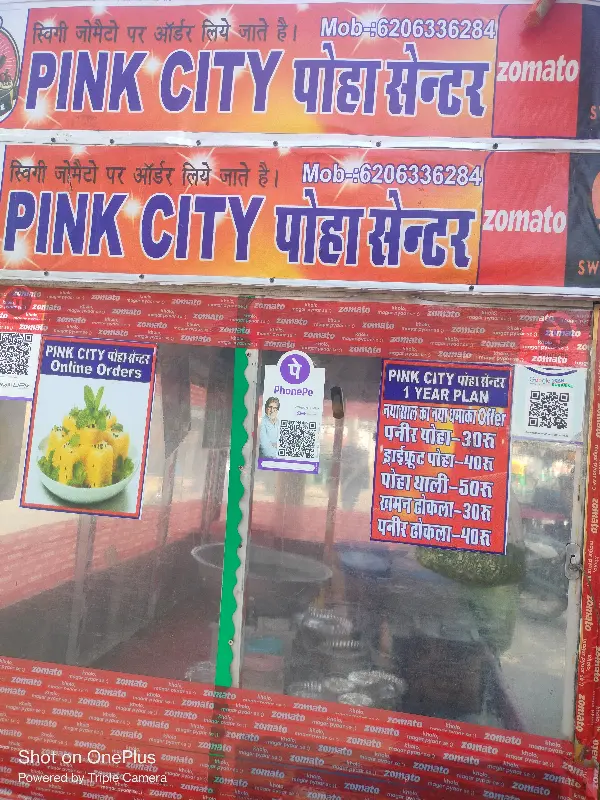 स्विगी जोमैटो पर ऑर्डर लिये जाते है। Mob-:6206336284
PINK CITY पोहा सेन्टर
zomato
स्विगी जोमैटो पर ऑर्डर लिये जाते है। Mob-:6206336284
PINK CITY पोहा सेन्टर
zomato
SW
PINK CITY पोहा सेन्टर
Online Orders
पे
PhonePe
PINK CITY पोहा सेन्टर
1 YEAR PLAN
नया साल का नया धमाका Offer
पनीर पोहा-30रू
ड्राईफ्रूट पोहा-40रू
पोहा थाली-50रू
खमन ढोकला-30रू
पनीर ढोकला-40रू
zomato
Shot on OnePlus
Powered by Triple Camera